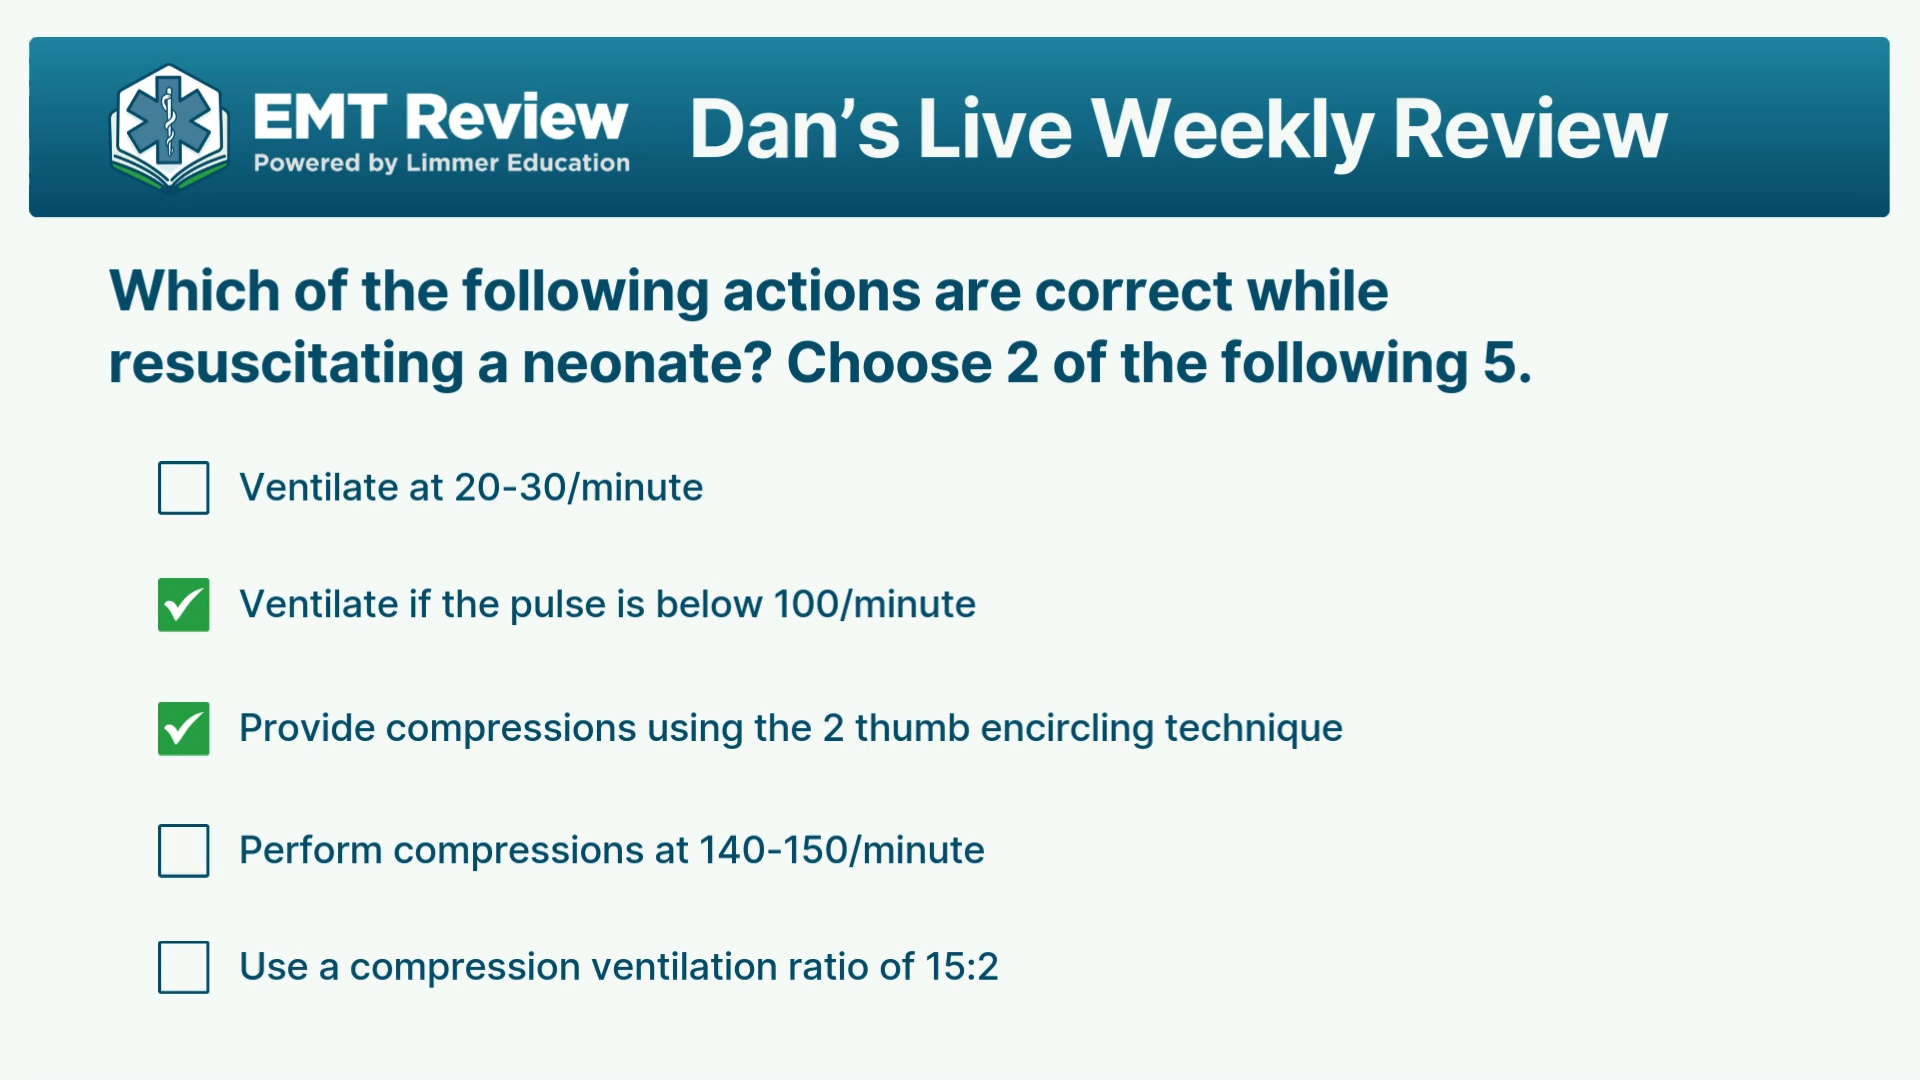 EMT Review
Powered by Limmer Education
Dan’s Live Weekly Review
Which of the following actions are correct while
resuscitating a neonate? Choose 2 of the following 5.
Ventilate at 20-30/minute
Ventilate if the pulse is below 100/minute
Provide compressions using the 2 thumb encircling technique
Perform compressions at 140-150/minute
Use a compression ventilation ratio of 15:2